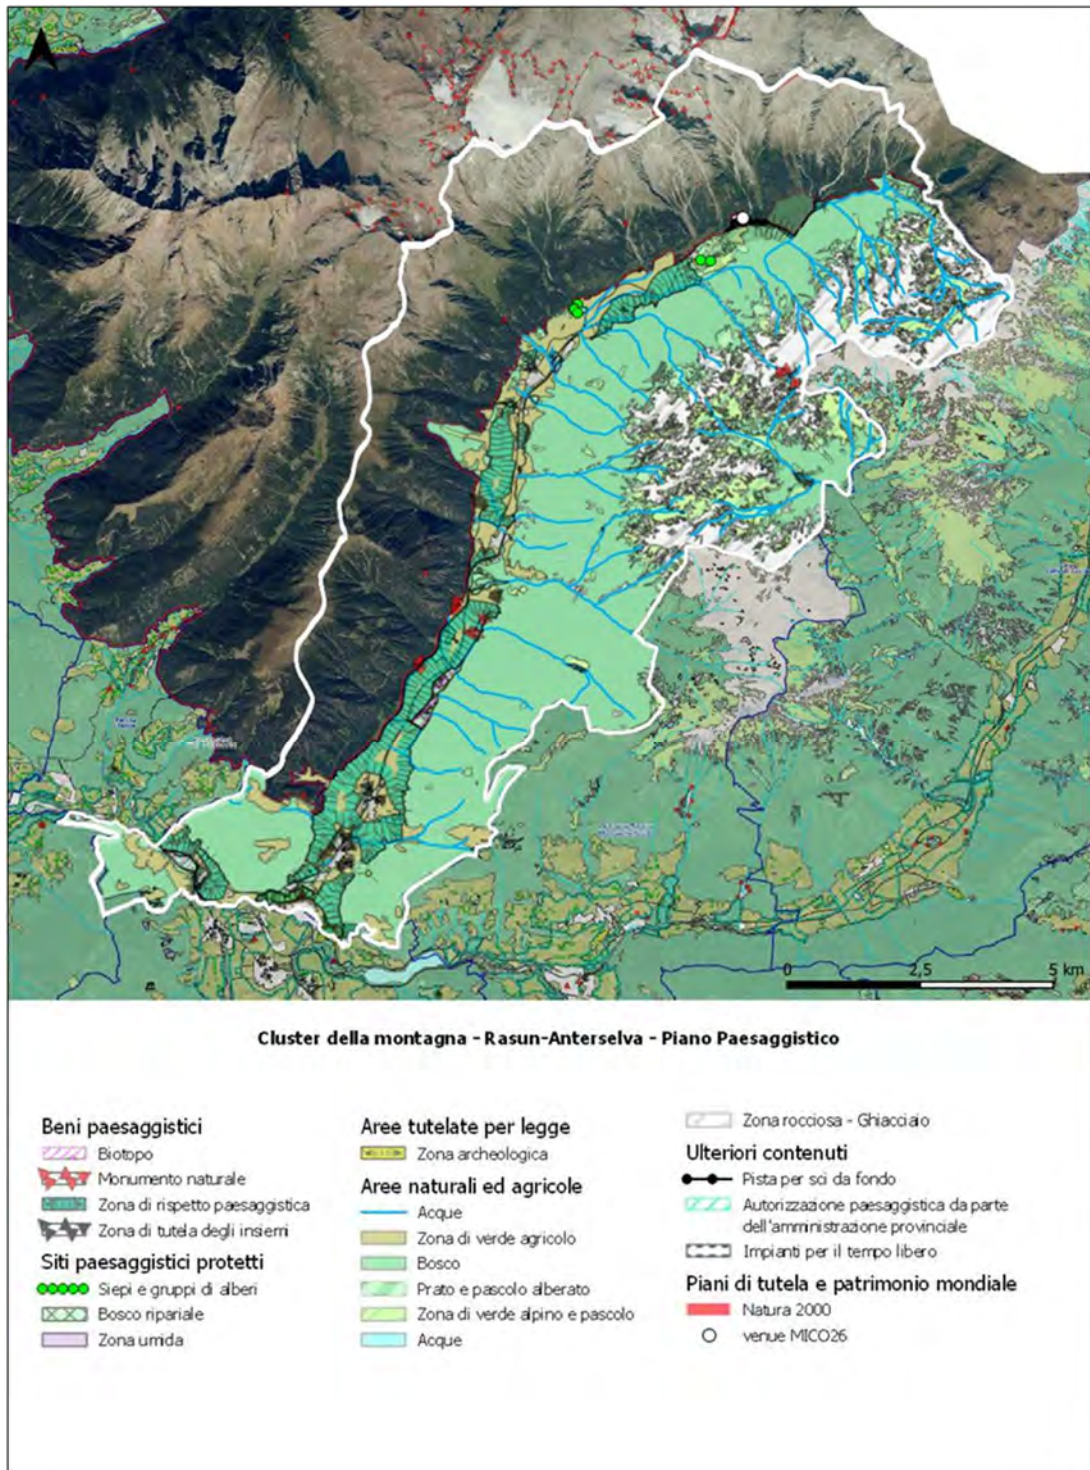 0 2,5 5 km
Cluster della montagna - Rasun-Anterselva - Piano Paesaggistico
Beni paesaggistici
Biotopo
Monumento naturale
Zona di rispetto paesaggistica
Zona di tutela degli insiemi
Siti paesaggistici protetti
Siepi e gruppi di alberi
Bosco ripariale
Zona umida
Aree tutelate per legge
Zona archeologica
Aree naturali ed agricole
Acque
Zona di verde agricolo
Bosco
Prato e pascolo alberato
Zona di verde alpino e pascolo
Acque
Zona rocciosa - Ghiacciaio
Ulteriori contenuti
Pista per sci da fondo
Autorizzazione paesaggistica da parte
dell'amministrazione provinciale
Impianti per il tempo libero
Piani di tutela e patrimonio mondiale
Natura 2000
venue MICO26